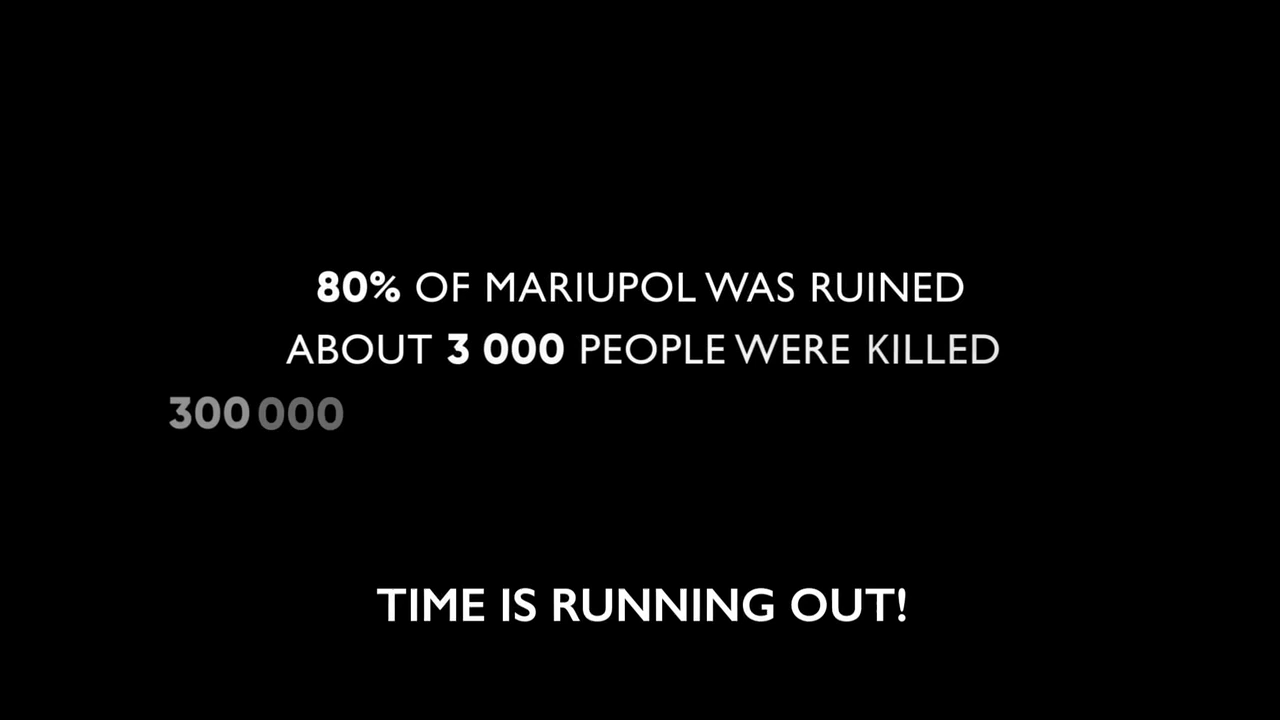 80% OF MARIUPOL WAS RUINED
ABOUT 3 000 PEOPLE WERE KILLED
300 000
TIME IS RUNNING OUT!